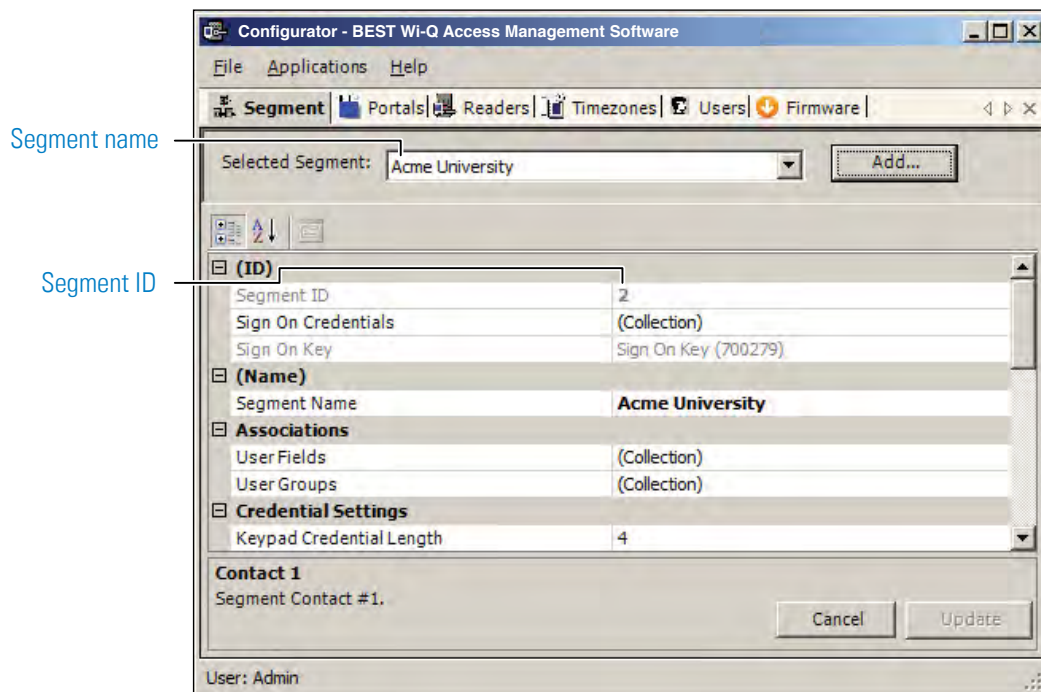 Configurator - BEST Wi-Q Access Management Software
File Applications Help
Segment Portals Readers Timezones Users Firmware
Segment name
Selected Segment: Acme University Add...
(ID)
Segment ID
Segment ID 2
Sign On Credentials (Collection)
Sign On Key Sign On Key (700279)
(Name)
Segment Name Acme University
Associations
User Fields (Collection)
User Groups (Collection)
Credential Settings
Keypad Credential Length 4
Contact 1
Segment Contact #1.
Cancel Update
User: Admin